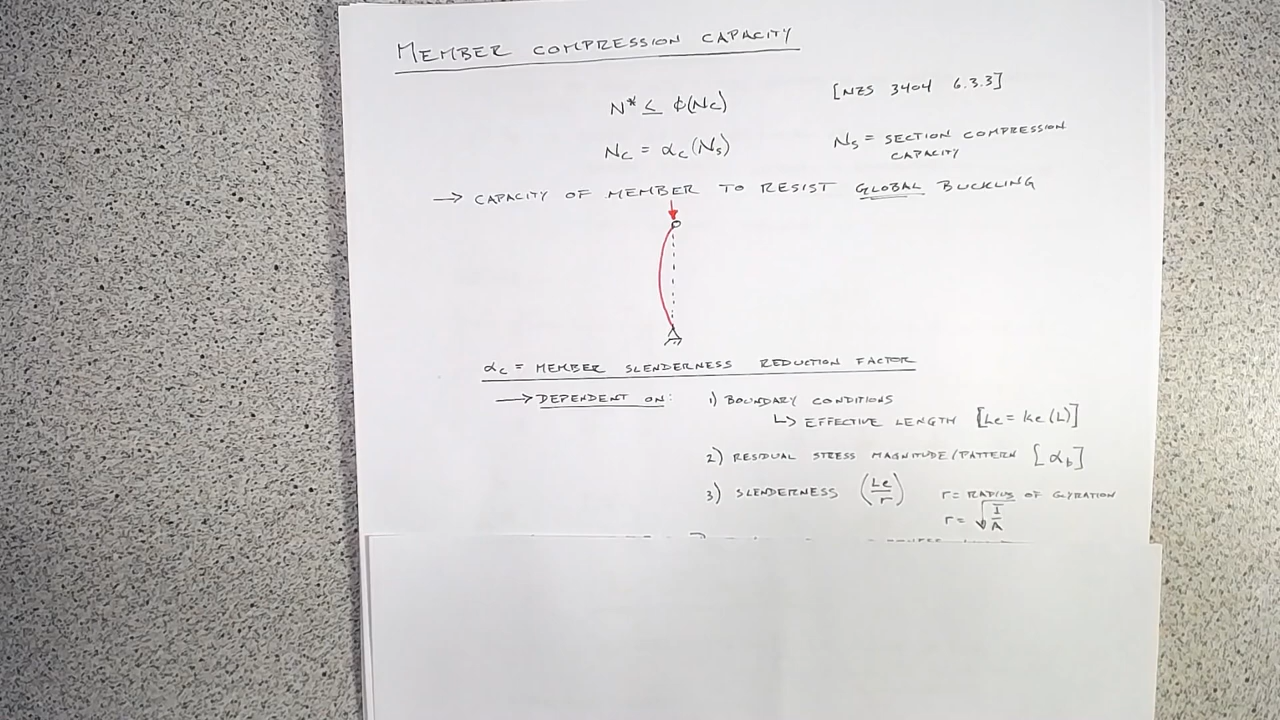 MEMBER COMPRESSION CAPACITY
N* ≤ ϕ(Nc) [NZS 3404 6.3.3]
Nc = αc(Ns) Ns = SECTION COMPRESSION
CAPACITY
→ CAPACITY OF MEMBER TO RESIST GLOBAL BUCKLING
αc = MEMBER SLENDERNESS REDUCTION FACTOR
→ DEPENDENT ON: 1) BOUNDARY CONDITIONS
↳ EFFECTIVE LENGTH [Le = ke(L)]
2) RESIDUAL STRESS MAGNITUDE/PATTERN [αb]
3) SLENDERNESS (Le/r) r = RADIUS OF GYRATION
r = √(I/A)